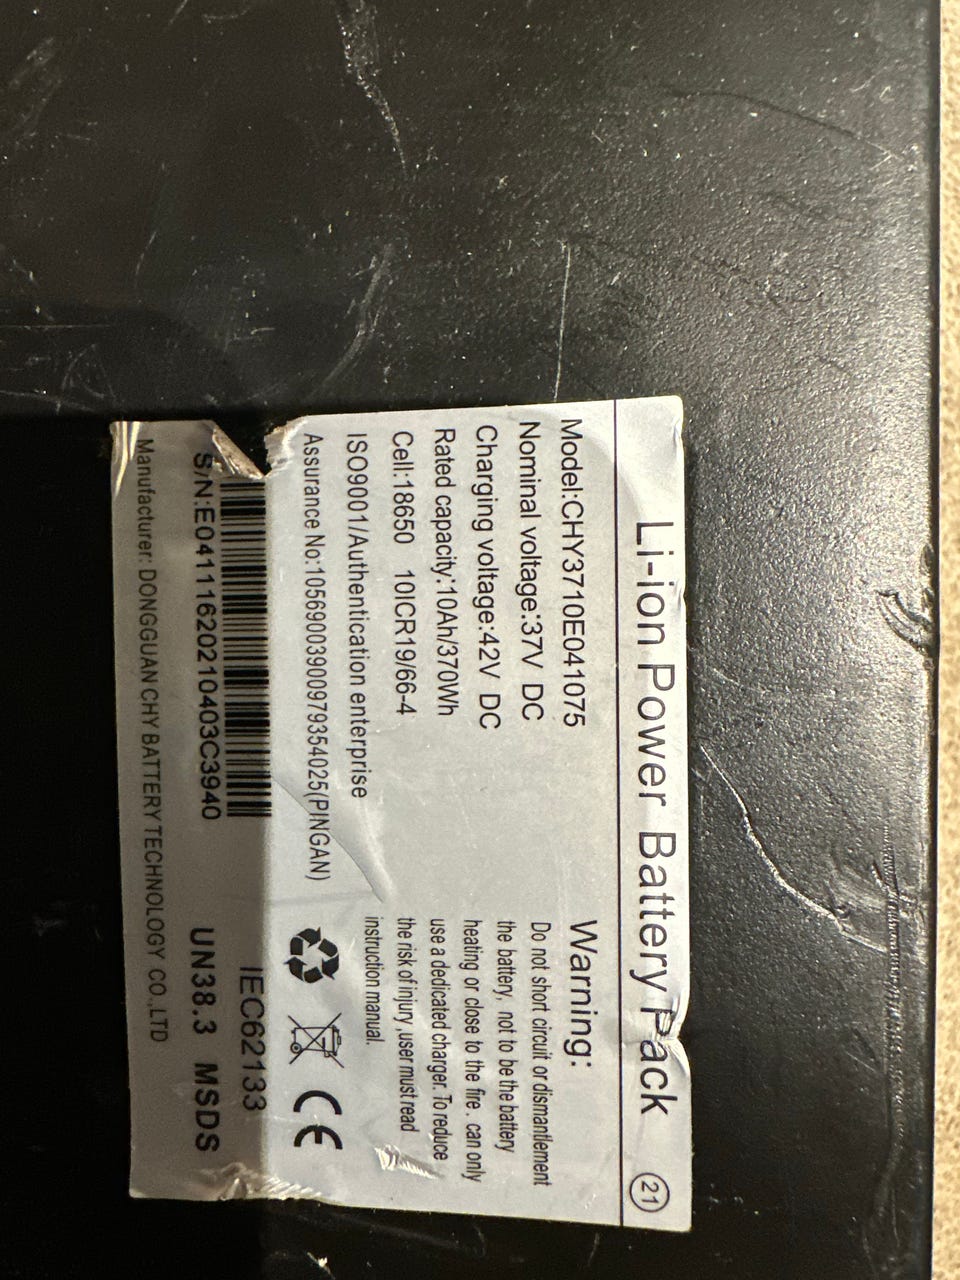 Li-ion Power Battery Pack 21
Model:CHY3710E041075
Nominal voltage:37V DC
Charging voltage:42V DC
Rated capacity:10Ah/370Wh
Cell:18650 10ICR19/66-4
ISO9001/Authentication enterprise
Assurance No:10569003900979354025(PINGAN)
S/N:E04111620210403C3940
Manufacturer: DONGGUAN CHY BATTERY TECHNOLOGY CO.,LTD
Warning:
Do not short circuit or dismantlement
the battery, not to be the battery
heating or close to the fire . can only
use a dedicated charger. To reduce
the risk of injury ,user must read
instruction manual.
CE
IEC62133
UN38.3 MSDS